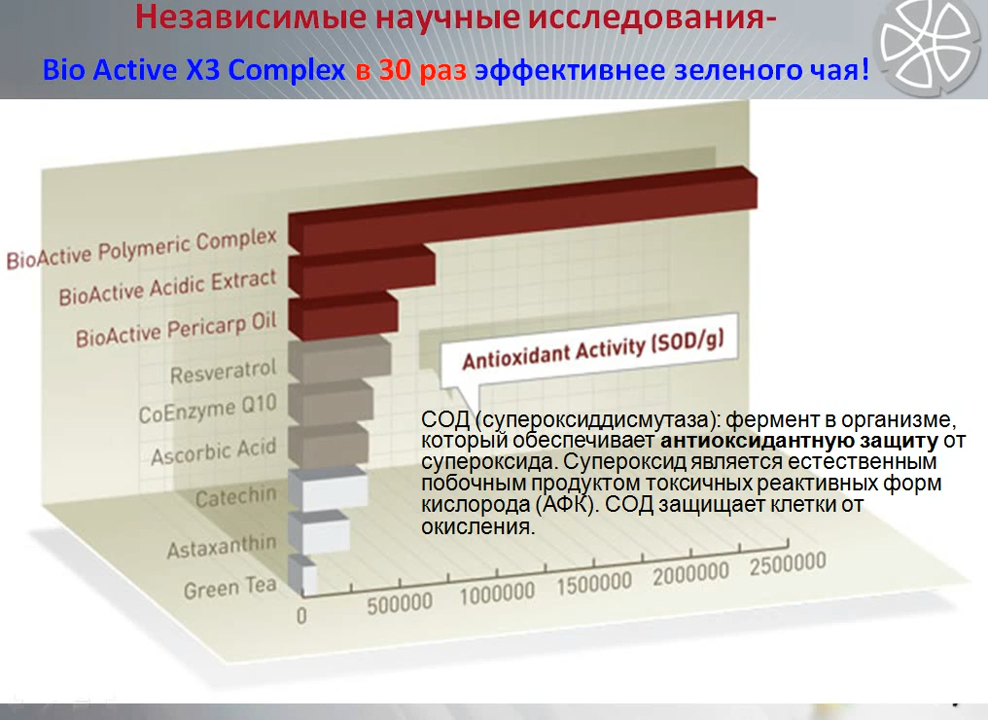 Независимые научные исследования-
Bio Active X3 Complex в 30 раз эффективнее зеленого чая!
BioActive Polymeric Complex
BioActive Acidic Extract
BioActive Pericarp Oil
Resveratrol
CoEnzyme Q10
Ascorbic Acid
Catechin
Astaxanthin
Green Tea
Antioxidant Activity (SOD/g)
СОД (супероксиддисмутаза): фермент в организме,
который обеспечивает антиоксидантную защиту от
супероксида. Супероксид является естественным
побочным продуктом токсичных реактивных форм
кислорода (АФК). СОД защищает клетки от
окисления.
0 500000 1000000 1500000 2000000 2500000